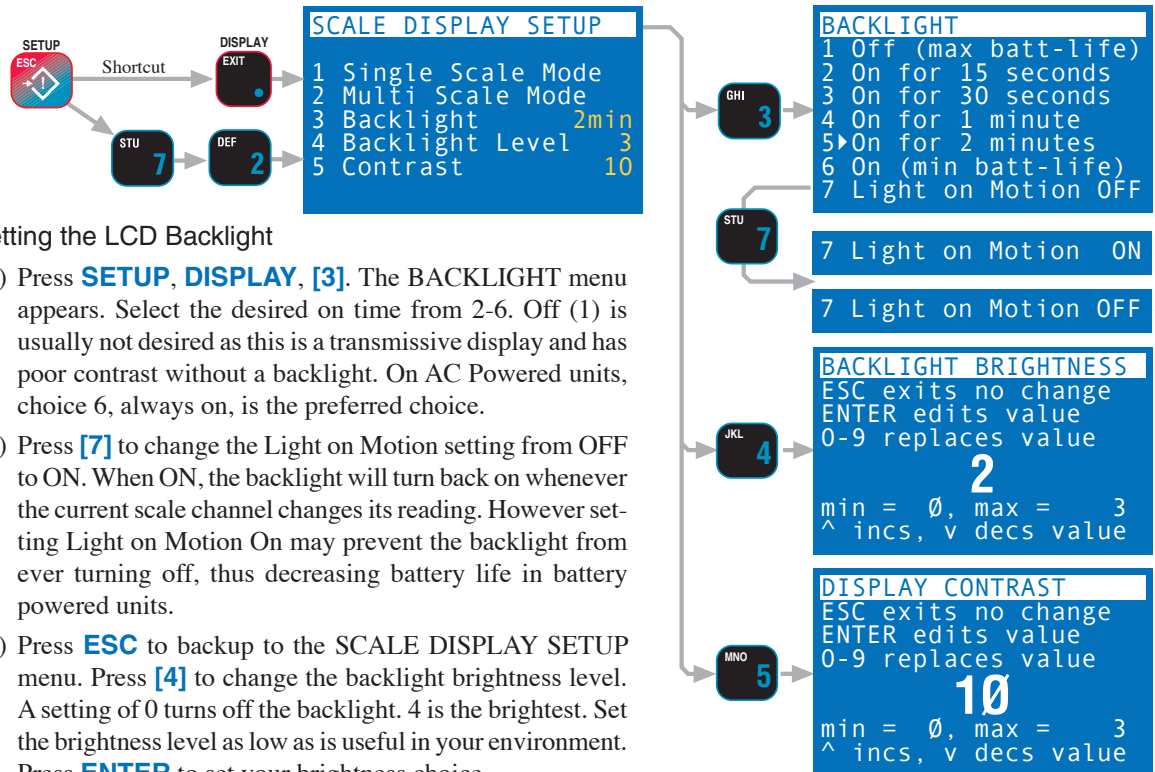 SETUP
ESC
Shortcut
DISPLAY
EXIT
STU
7
DEF
2
SCALE DISPLAY SETUP
1 Single Scale Mode
2 Multi Scale Mode
3 Backlight 2min
4 Backlight Level 3
5 Contrast 10
GHI
3
BACKLIGHT
1 Off (max batt-life)
2 On for 15 seconds
3 On for 30 seconds
4 On for 1 minute
5▸On for 2 minutes
6 On (min batt-life)
7 Light on Motion OFF
STU
7
7 Light on Motion ON
7 Light on Motion OFF
etting the LCD Backlight
) Press SETUP, DISPLAY, [3]. The BACKLIGHT menu
appears. Select the desired on time from 2-6. Off (1) is
usually not desired as this is a transmissive display and has
poor contrast without a backlight. On AC Powered units,
choice 6, always on, is the preferred choice.
) Press [7] to change the Light on Motion setting from OFF
to ON. When ON, the backlight will turn back on whenever
the current scale channel changes its reading. However set-
ting Light on Motion On may prevent the backlight from
ever turning off, thus decreasing battery life in battery
powered units.
) Press ESC to backup to the SCALE DISPLAY SETUP
menu. Press [4] to change the backlight brightness level.
A setting of 0 turns off the backlight. 4 is the brightest. Set
the brightness level as low as is useful in your environment.
Press ENTER to set your brightness choice
JKL
4
BACKLIGHT BRIGHTNESS
ESC exits no change
ENTER edits value
0-9 replaces value
2
min = Ø, max = 3
^ incs, v decs value
MNO
5
DISPLAY CONTRAST
ESC exits no change
ENTER edits value
0-9 replaces value
1Ø
min = Ø, max = 3
^ incs, v decs value